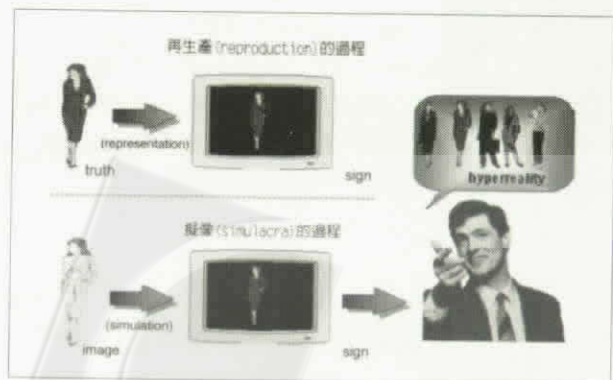 再生產(reproduction)的過程
(representation)
truth
sign
hyperreality
擬像(simulacra)的過程
(simulation)
image
sign